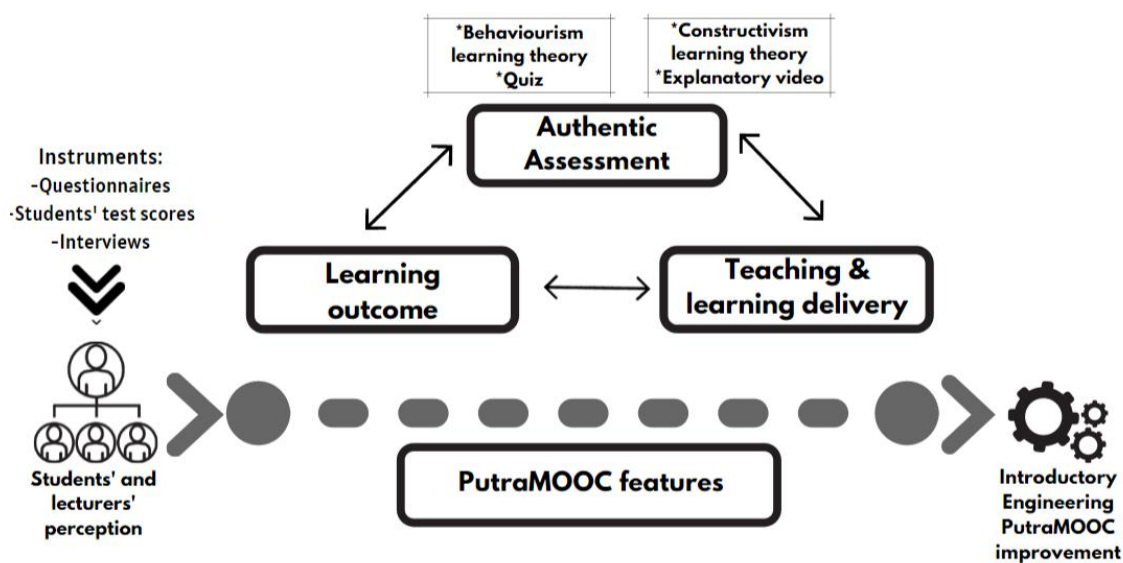 *Behaviourism
learning theory
*Quiz
*Constructivism
learning theory
*Explanatory video
Authentic
Assessment
Instruments:
-Questionnaires
-Students' test scores
-Interviews
Learning
outcome
Teaching &
learning delivery
PutraMOOC features
Students' and
lecturers'
perception
Introductory
Engineering
PutraMOOC
improvement